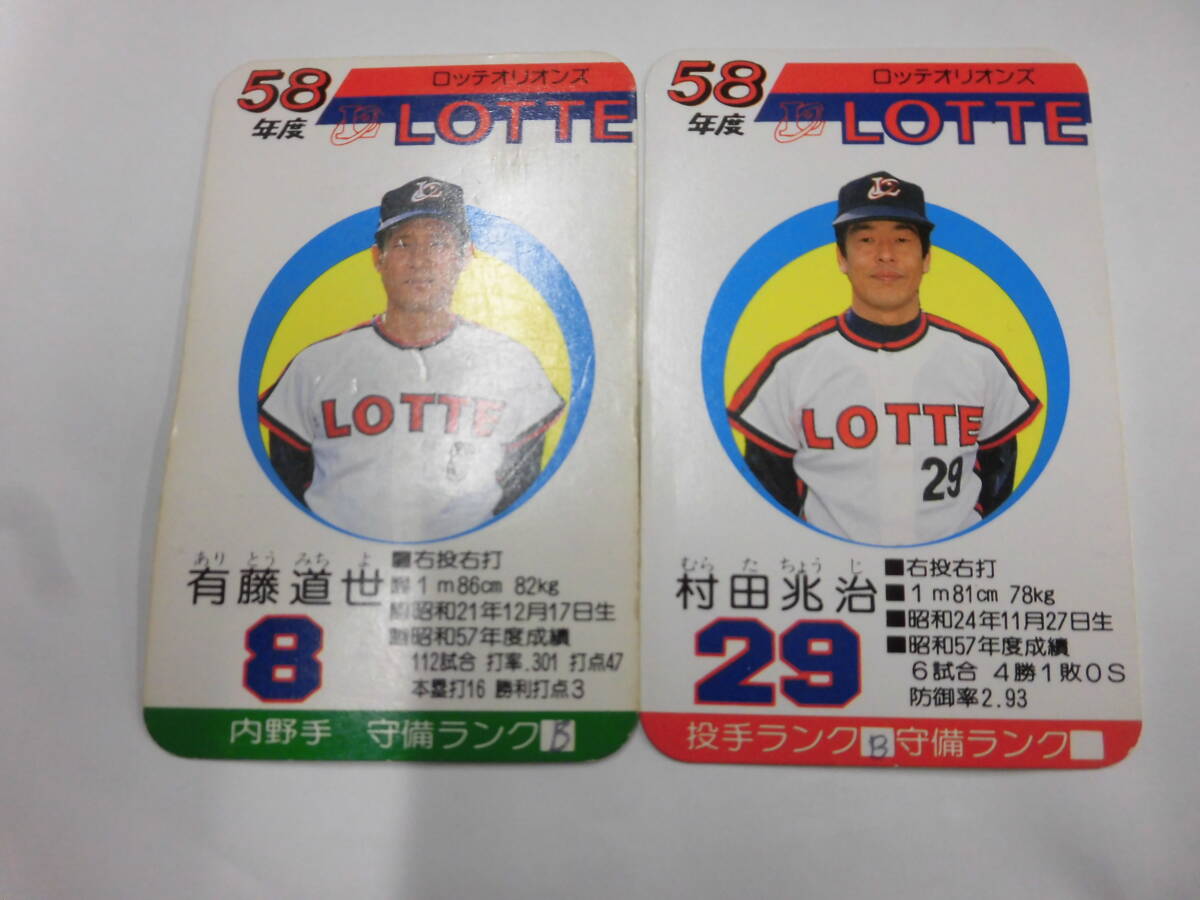 58
年度
ロッテオリオンズ
LOTTE
LOTTE
あり とう みち よ
有藤道世
8
右投右打
1m86cm 82kg
昭和21年12月17日生
昭和57年度成績
112試合 打率.301 打点47
本塁打16 勝利打点3
内野手 守備ランク B
58
年度
ロッテオリオンズ
LOTTE
LOTTE
29
むら た ちょう じ
村田兆治
29
■右投右打
■1m81cm 78kg
■昭和24年11月27日生
■昭和57年度成績
6試合 4勝1敗0S
防御率2.93
投手ランク B 守備ランク